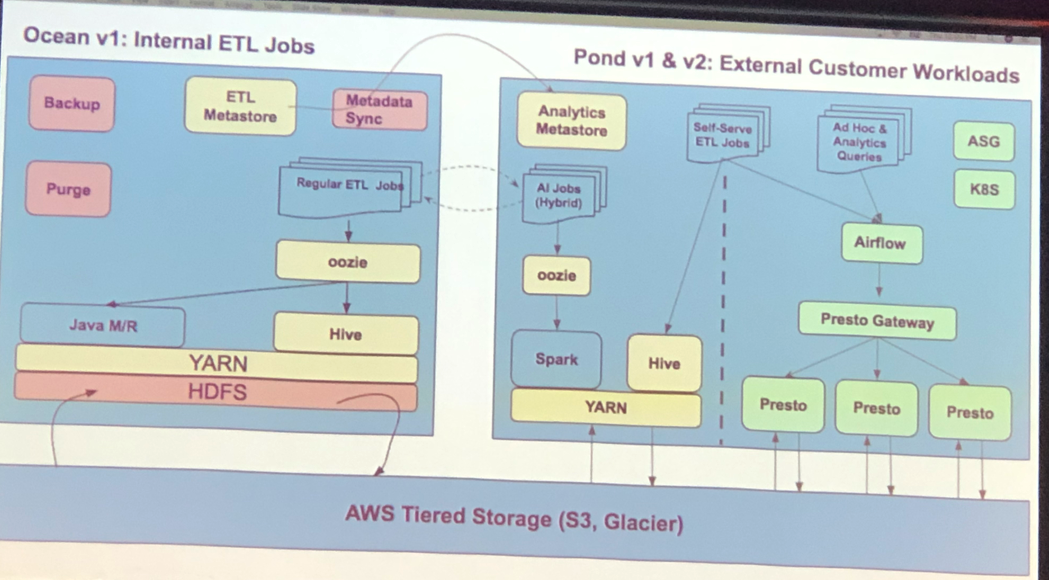 Ocean v1: Internal ETL Jobs
Pond v1 & v2: External Customer Workloads
Backup
ETL
Metastore
Metadata
Sync
Purge
Regular ETL Jobs
oozie
Java M/R
Hive
YARN
HDFS
Analytics
Metastore
Self-Serve
ETL Jobs
Ad Hoc &
Analytics
Queries
ASG
K8S
AI Jobs
(Hybrid)
oozie
Airflow
Presto Gateway
Spark
Hive
YARN
Presto
Presto
Presto
AWS Tiered Storage (S3, Glacier)